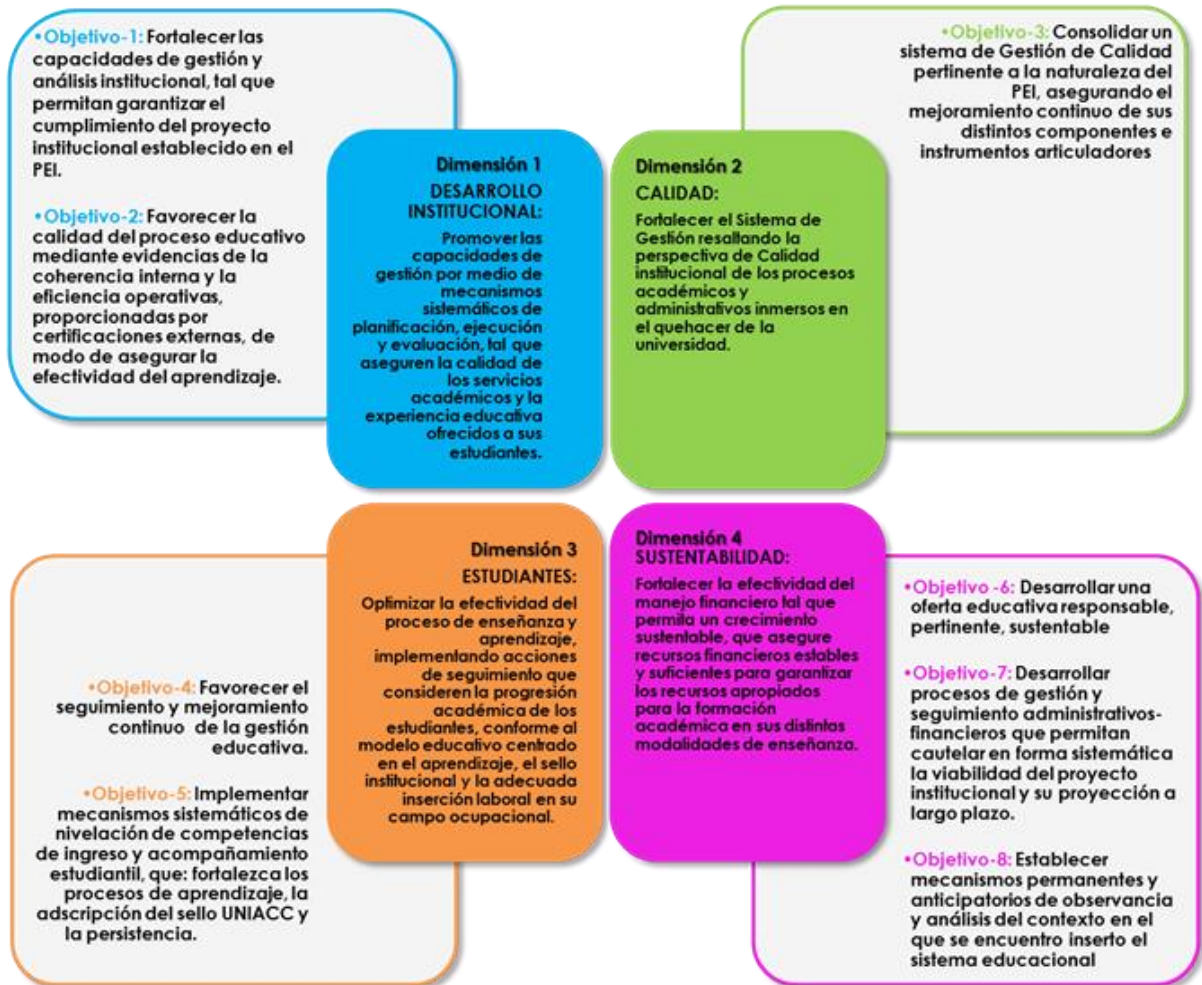 •Objetivo-1: Fortalecer las
capacidades de gestión y
análisis institucional, tal que
permitan garantizar el
cumplimiento del proyecto
institucional establecido en el
PEI.
•Objetivo-2: Favorecer la
calidad del proceso educativo
mediante evidencias de la
coherencia interna y la
eficiencia operativas,
proporcionadas por
certificaciones externas, de
modo de asegurar la
efectividad del aprendizaje.
Dimensión 1
DESARROLLO
INSTITUCIONAL:
Promover las
capacidades de
gestión por medio de
mecanismos
sistemáticos de
planificación, ejecución
y evaluación, tal que
aseguren la calidad de
los servicios
académicos y la
experiencia educativa
ofrecidos a sus
estudiantes.
Dimensión 2
CALIDAD:
Fortalecer el Sistema de
Gestión resaltando la
perspectiva de Calidad
institucional de los procesos
académicos y
administrativos inmersos en
el quehacer de la
universidad.
•Objetivo-3: Consolidar un
sistema de Gestión de Calidad
pertinente a la naturaleza del
PEI, asegurando el
mejoramiento continuo de sus
distintos componentes e
instrumentos articuladores
•Objetivo-4: Favorecer el
seguimiento y mejoramiento
continuo de la gestión
educativa.
•Objetivo-5: Implementar
mecanismos sistemáticos de
nivelación de competencias
de ingreso y acompañamiento
estudiantil, que: fortalezca los
procesos de aprendizaje, la
adscripción del sello UNIACC y
la persistencia.
Dimensión 3
ESTUDIANTES:
Optimizar la efectividad del
proceso de enseñanza y
aprendizaje,
implementando acciones
de seguimiento que
consideren la progresión
académica de los
estudiantes, conforme al
modelo educativo centrado
en el aprendizaje, el sello
institucional y la adecuada
inserción laboral en su
campo ocupacional.
Dimensión 4
SUSTENTABILIDAD:
Fortalecer la efectividad del
manejo financiero tal que
permita un crecimiento
sustentable, que asegure
recursos financieros estables
y suficientes para garantizar
los recursos apropiados
para la formación
académica en sus distintos
modalidades de enseñanza.
•Objetivo -6: Desarrollar una
oferta educativa responsable,
pertinente, sustentable
•Objetivo-7: Desarrollar
procesos de gestión y
seguimiento administrativos-
financieros que permitan
cautelar en forma sistemática
la viabilidad del proyecto
institucional y su proyección a
largo plazo.
•Objetivo-8: Establecer
mecanismos permanentes y
anticipatorios de observancia
y análisis del contexto en el
que se encuentro inserto el
sistema educacional